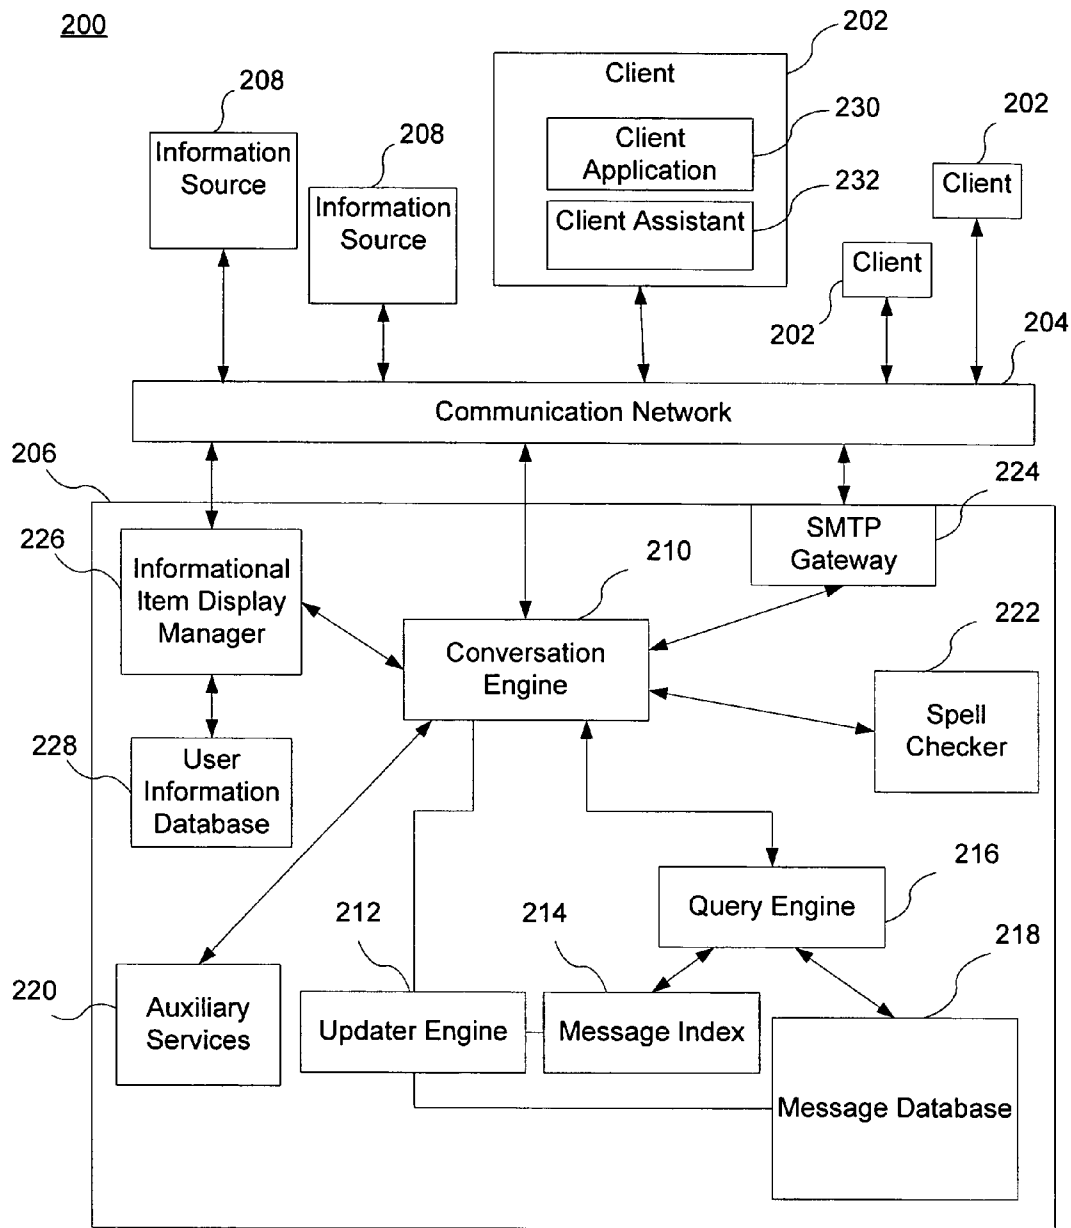 200
202
Client
208
230
Information
Source
208
Client
Application
202
232
Client
Information
Source
Client Assistant
Client
202
204
Communication Network
206
224
SMTP
Gateway
226
210
Informational
Item Display
Manager
222
Conversation
Engine
Spell
Checker
228
User
Information
Database
216
Query Engine
212
214
218
220
Auxiliary
Services
Updater Engine
Message Index
Message Database